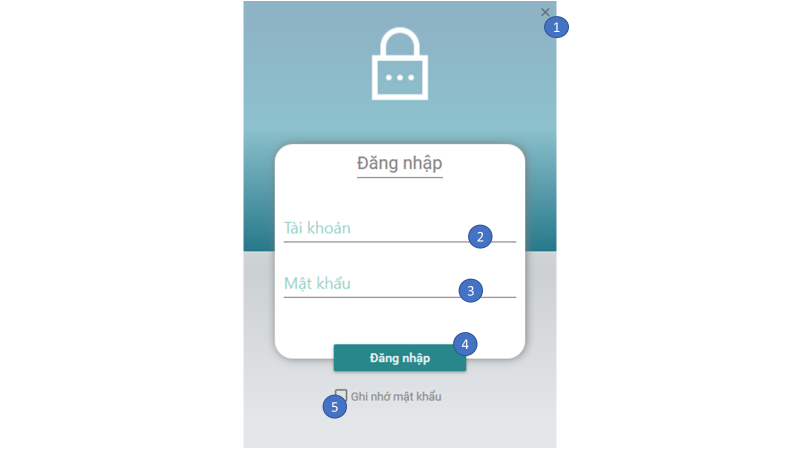 1
Đăng nhập
Tài khoản
2
Mật khẩu
3
4
Đăng nhập
Ghi nhớ mật khẩu
5